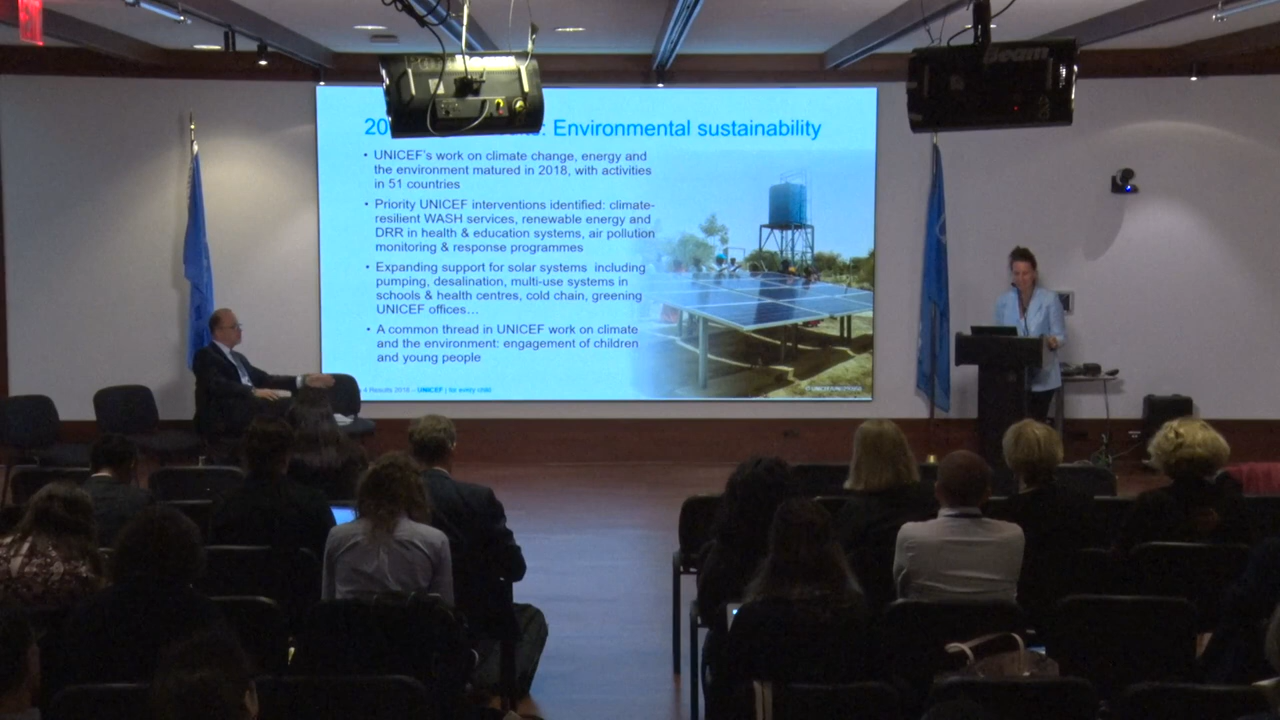 Beam
20 : Environmental sustainability
• UNICEF's work on climate change, energy and
the environment matured in 2018, with activities
in 51 countries
• Priority UNICEF interventions identified: climate-
resilient WASH services, renewable energy and
DRR in health & education systems, air pollution
monitoring & response programmes
• Expanding support for solar systems including
pumping, desalination, multi-use systems in
schools & health centres, cold chain, greening
UNICEF offices…
• A common thread in UNICEF work on climate
and the environment: engagement of children
and young people
4 Results 2018 – UNICEF | for every child